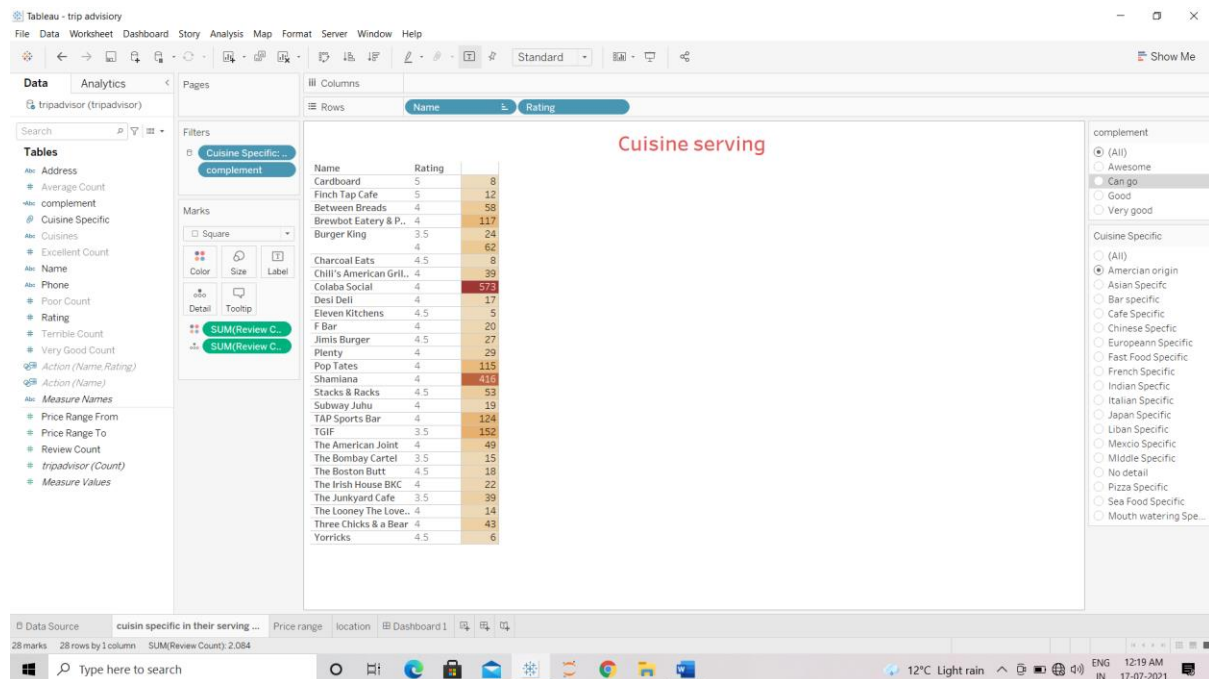 Tableau - trip advisiory
File Data Worksheet Dashboard Story Analysis Map Format Server Window Help
Standard
Show Me
Data Analytics
tripadvisor (tripadvisor)
Search
Tables
Abc Address
# Average Count
complement
Cuisine Specific
Abc Cuisines
# Excellent Count
Abc Name
Abc Phone
# Poor Count
# Rating
# Terrible Count
# Very Good Count
Action (Name,Rating)
Action (Name)
Abc Measure Names
# Price Range From
# Price Range To
# Review Count
# tripadvisor (Count)
# Measure Values
Pages
Filters
Cuisine Specific: ..
complement
Marks
Square
Color Size Label
Detail Tooltip
SUM(Review C..
SUM(Review C..
Columns
Rows Name Rating
Cuisine serving
Name Rating
Cardboard 5 8
Finch Tap Cafe 5 12
Between Breads 4 58
Brewbot Eatery & P.. 4 117
Burger King 3.5 24
4 62
Charcoal Eats 4.5 8
Chili's American Gril.. 4 39
Colaba Social 4 573
Desi Deli 4 17
Eleven Kitchens 4.5 5
F Bar 4 20
Jimis Burger 4.5 27
Plenty 4 29
Pop Tates 4 115
Shamiana 4 416
Stacks & Racks 4.5 53
Subway Juhu 4 19
TAP Sports Bar 4 124
TGIF 3.5 152
The American Joint 4 49
The Bombay Cartel 3.5 15
The Boston Butt 4.5 18
The Irish House BKC 4 22
The Junkyard Cafe 3.5 39
The Looney The Love.. 4 14
Three Chicks & a Bear 4 43
Yorricks 4.5 6
complement
(All)
Awesome
Can go
Good
Very good
Cuisine Specific
(All)
Amercian origin
Asian Specifc
Bar specific
Cafe Specific
Chinese Specfic
Europeann Specific
Fast Food Specific
French Specific
Indian Specfic
Italian Specific
Japan Specific
Liban Specific
Mexcio Specific
MIddle Specific
No detail
Pizza Specific
Sea Food Specific
Mouth watering Spe...
Data Source cuisin specific in their serving ... Price range location Dashboard 1
28 marks 28 rows by 1 column SUM(Review Count): 2,084
Type here to search
12°C Light rain
ENG 12:19 AM
IN 17-07-2021